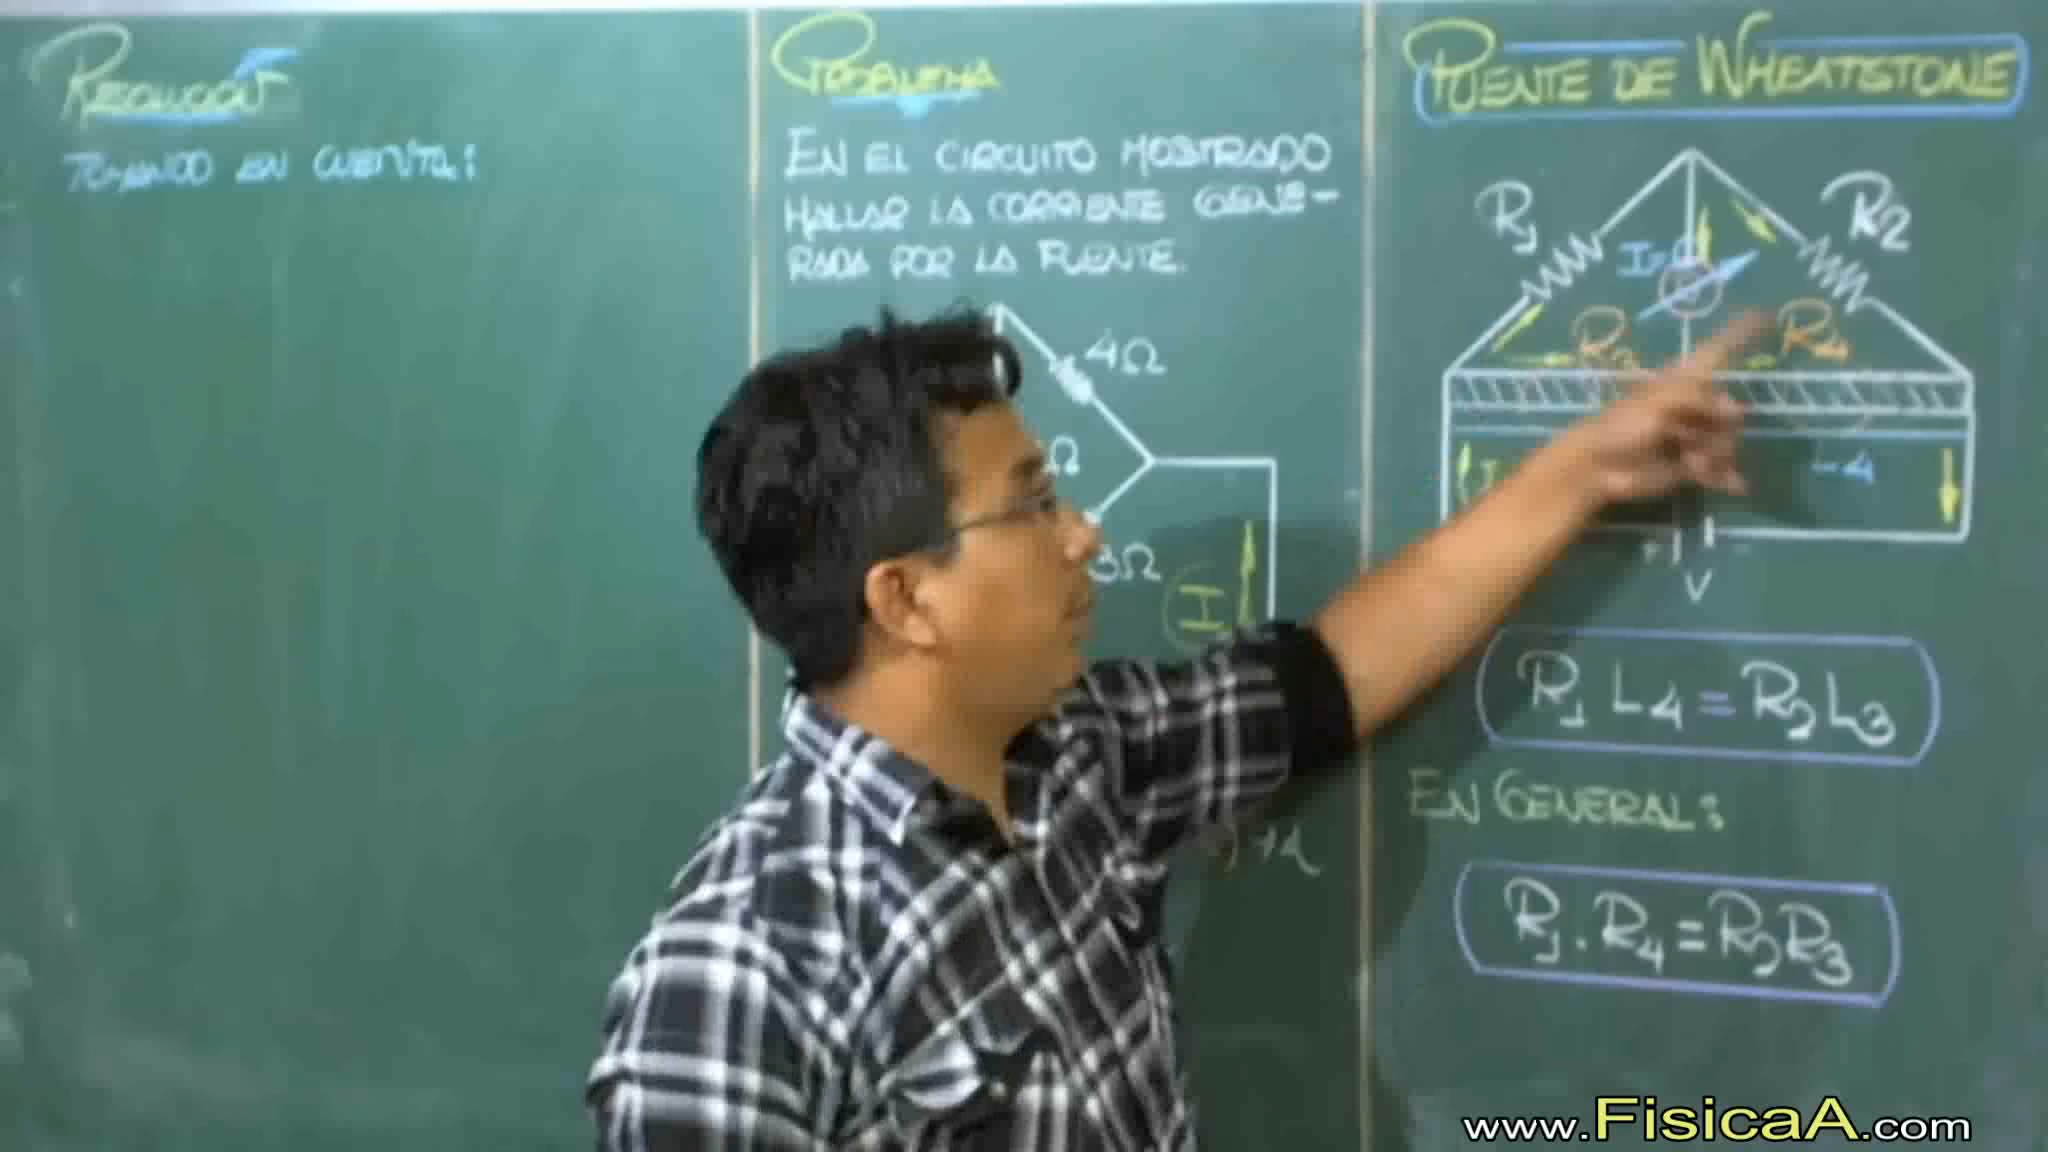 Resolución
Tomando en cuenta:
Problema
En el circuito mostrado
hallar la corriente gene-
rada por la fuente.
4Ω
Ω
3Ω
I
Puente de Wheatstone
R1
R2
I=0
R4
L4
+ -
V
R1 L4 = R2 L3
En General:
R1 . R4 = R2 R3
www.FisicaA.com